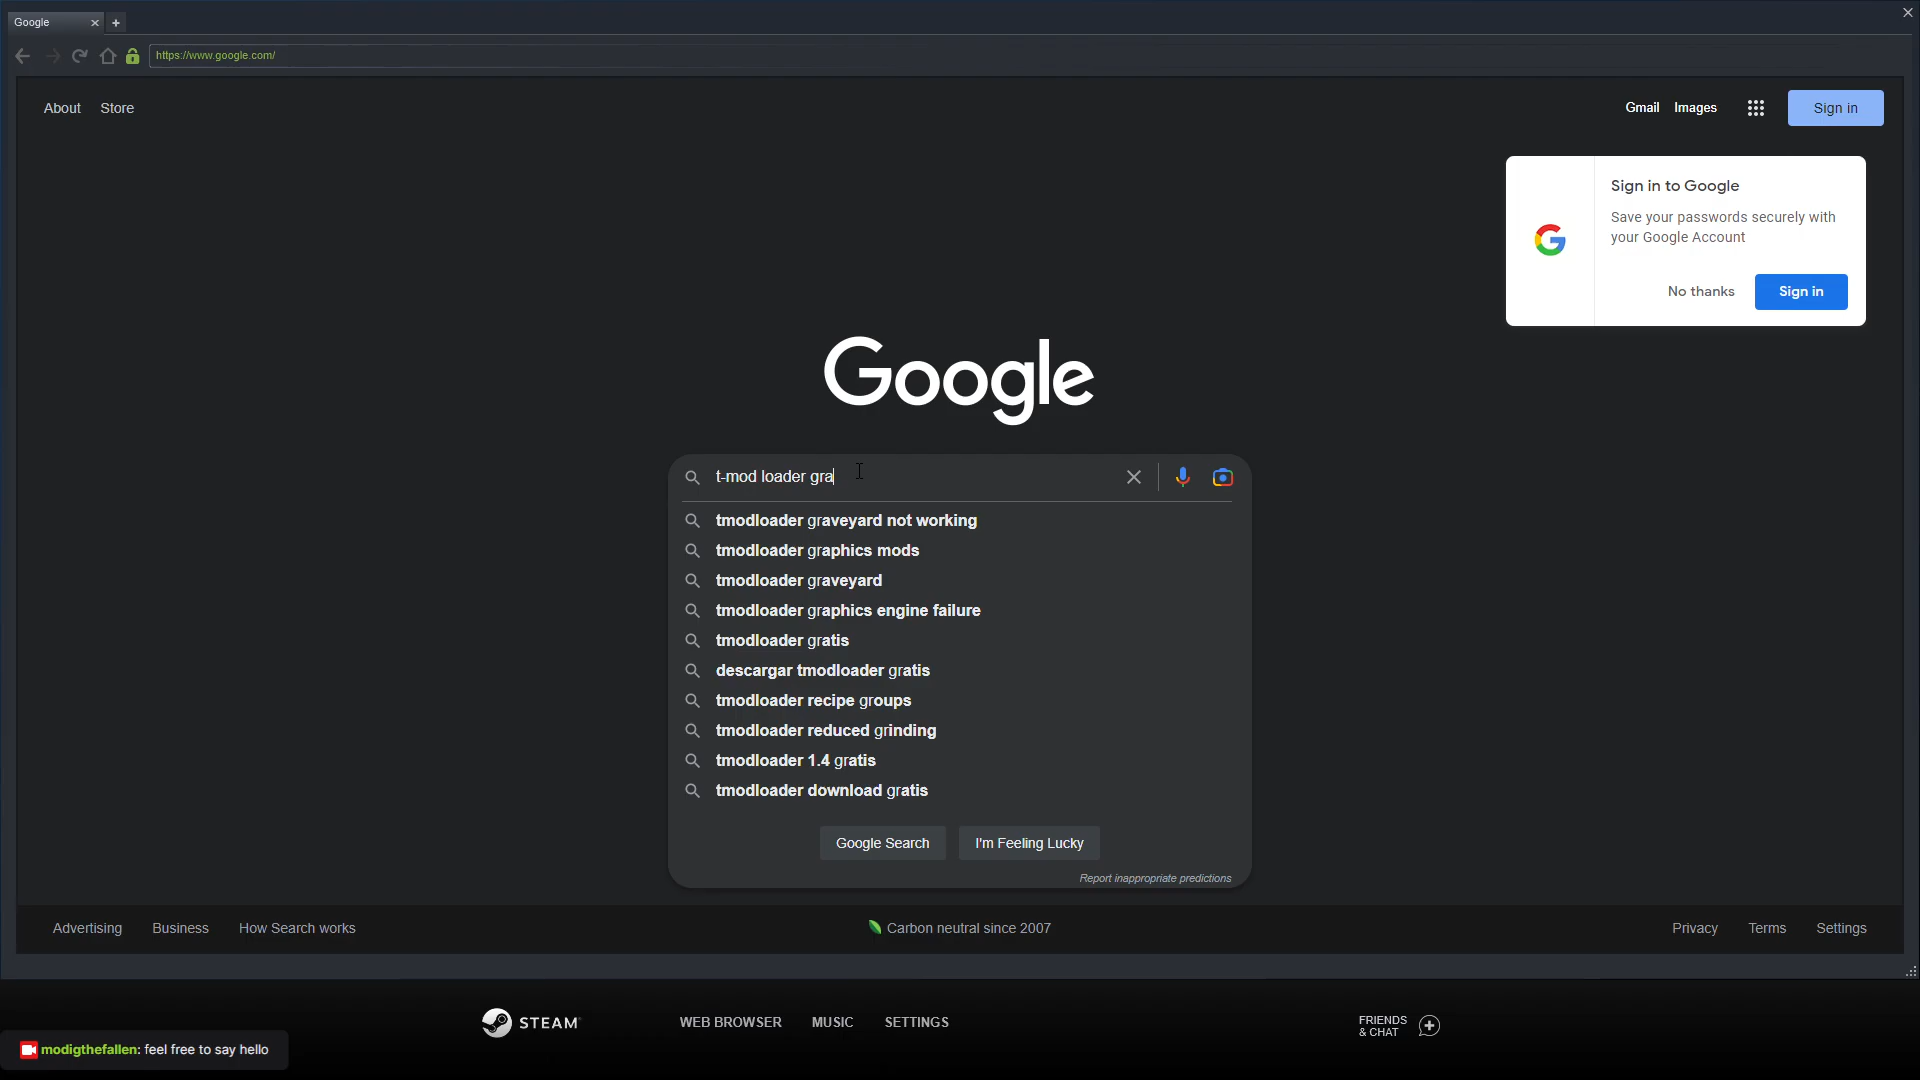 Google
https://www.google.com/
About Store
Gmail Images Sign in
Sign in to Google
Save your passwords securely with
your Google Account
No thanks Sign in
Google
t-mod loader gra
tmodloader graveyard not working
tmodloader graphics mods
tmodloader graveyard
tmodloader graphics engine failure
tmodloader gratis
descargar tmodloader gratis
tmodloader recipe groups
tmodloader reduced grinding
tmodloader 1.4 gratis
tmodloader download gratis
Google Search I'm Feeling Lucky
Report inappropriate predictions
Advertising Business How Search works Carbon neutral since 2007 Privacy Terms Settings
STEAM WEB BROWSER MUSIC SETTINGS
FRIENDS
& CHAT
modigthefallen: feel free to say hello